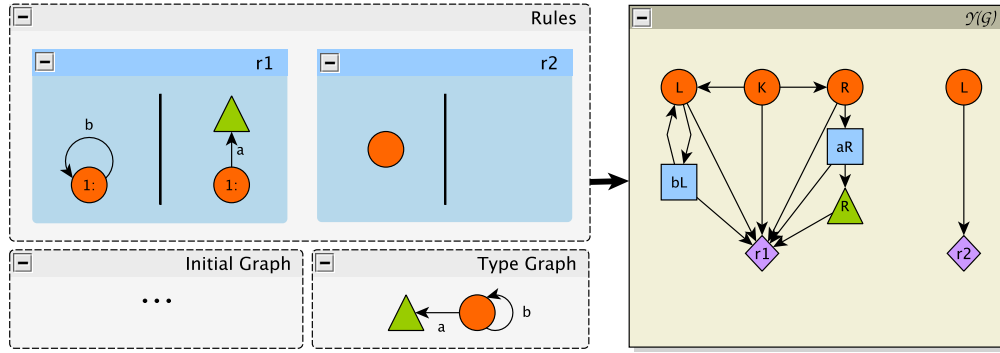 Rules
r1
b
1:
a
1:
r2
Initial Graph
...
Type Graph
a
b
𝒴(G)
L
K
R
L
bL
aR
R
r1
r2